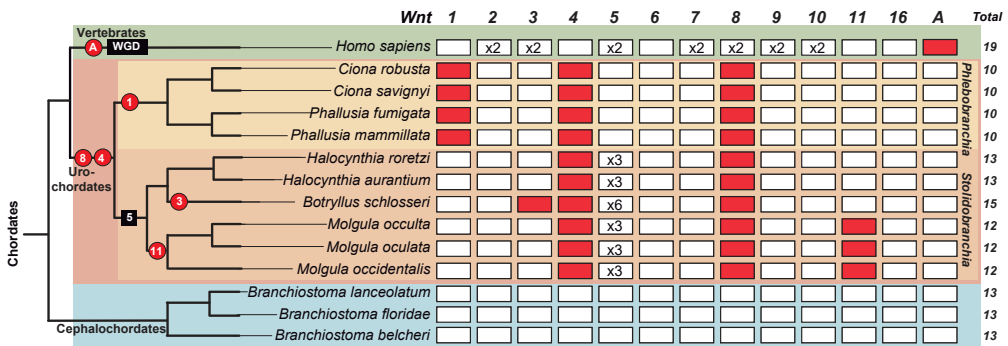 Wnt 1 2 3 4 5 6 7 8 9 10 11 16 A Total
Vertebrates
A WGD Homo sapiens x2 x2 x2 x2 x2 x2 x2 19
Ciona robusta 10
Ciona savignyi 10
1
Phallusia fumigata 10
Phallusia mammillata 10
Phlebobranchia
8 4
Uro-
chordates
Halocynthia roretzi x3 13
Halocynthia aurantium x3 13
3
Botryllus schlosseri x6 15
5
Molgula occulta x3 12
11
Molgula oculata x3 12
Molgula occidentalis x3 12
Stolidobranchia
Chordates
Branchiostoma lanceolatum 13
Branchiostoma floridae 13
Cephalochordates
Branchiostoma belcheri 13